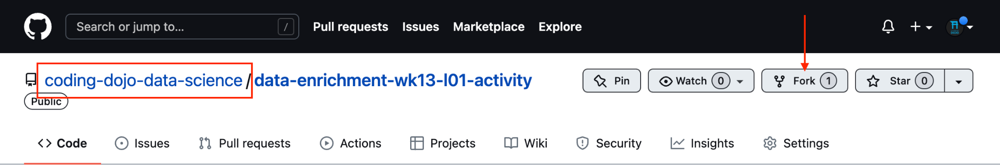 Search or jump to... / Pull requests Issues Marketplace Explore
coding-dojo-data-science / data-enrichment-wk13-l01-activity Pin Watch 0 Fork 1 Star 0
Public
Code Issues Pull requests Actions Projects Wiki Security Insights Settings